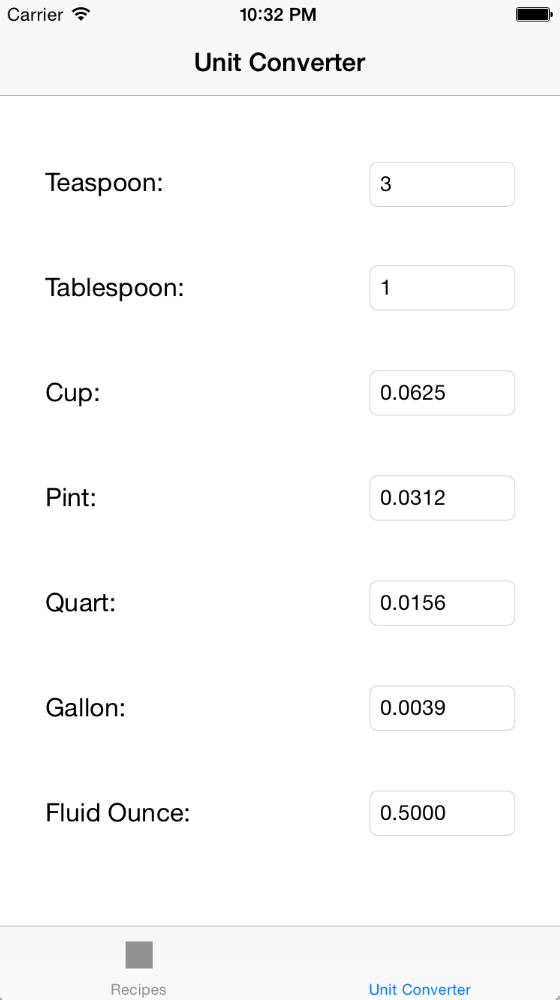 Carrier 10:32 PM
Unit Converter
Teaspoon: 3
Tablespoon: 1
Cup: 0.0625
Pint: 0.0312
Quart: 0.0156
Gallon: 0.0039
Fluid Ounce: 0.5000
Recipes Unit Converter